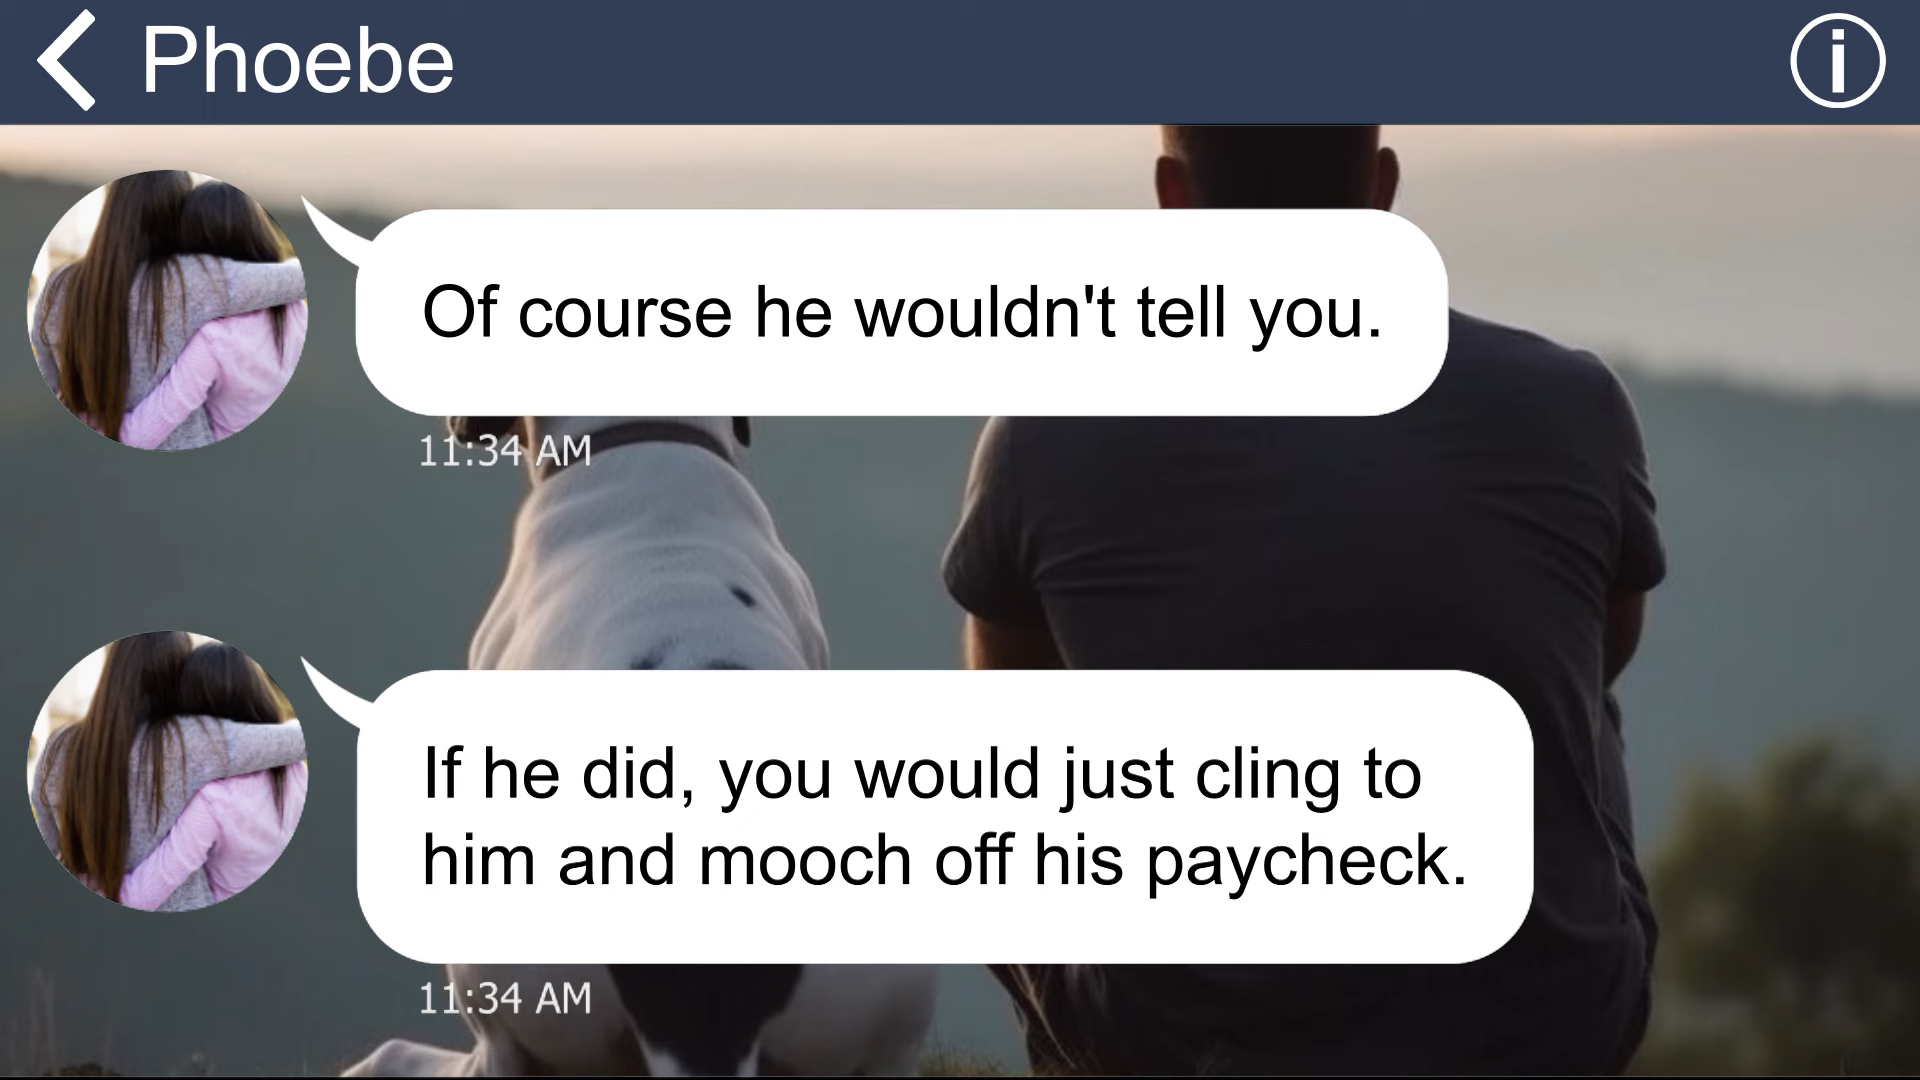 Phoebe
Of course he wouldn't tell you.
11:34 AM
If he did, you would just cling to
him and mooch off his paycheck.
11:34 AM